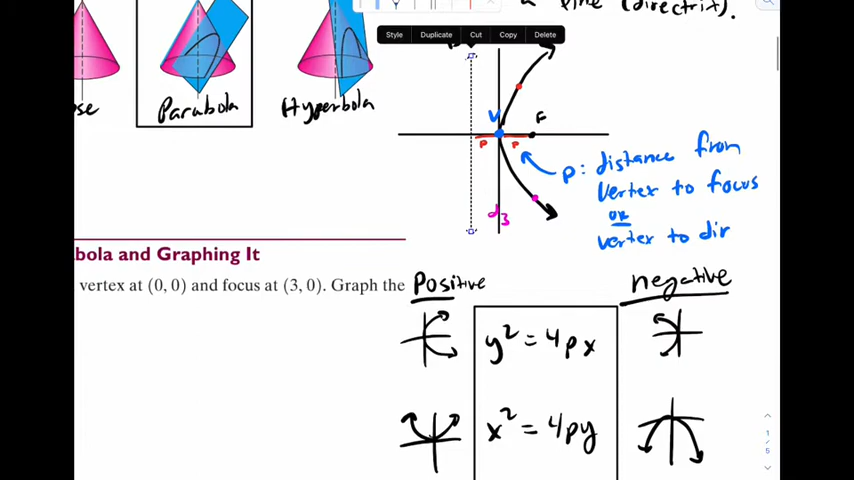 a line (directrix).
Style Duplicate Cut Copy Delete
V
F
P P
d3
P: distance from
vertex to focus
or
vertex to dir
Parabola
Hyperbola
bola and Graphing It
vertex at (0, 0) and focus at (3, 0). Graph the
Positive
negative
y² = 4px
x² = 4py
1
/
5